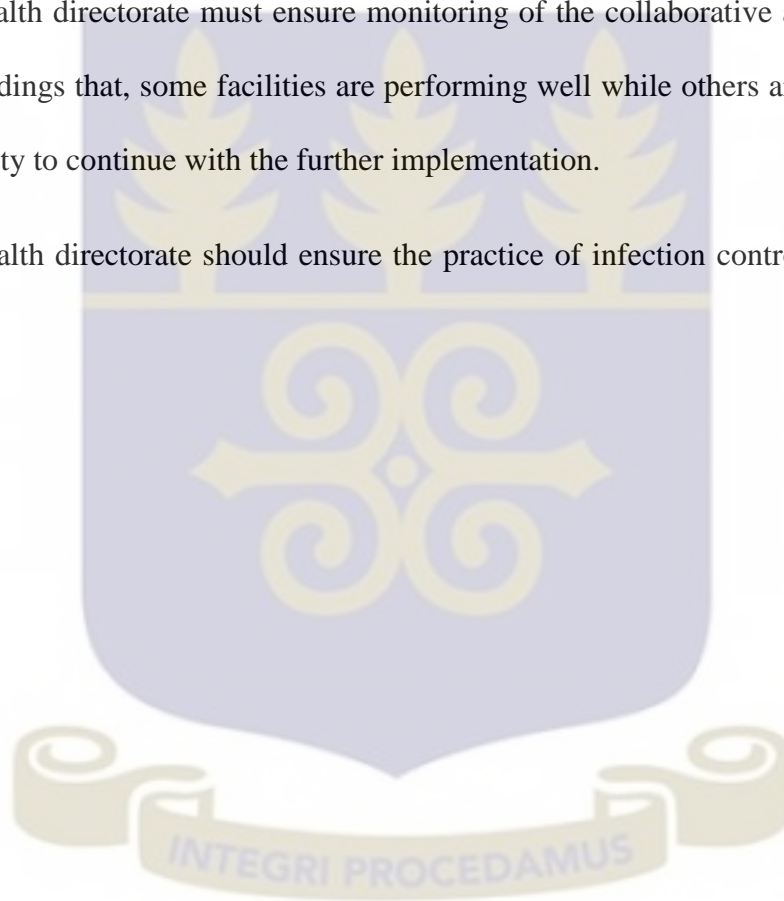 alth directorate must ensure monitoring of the collaborative
dings that, some facilities are performing well while others
ty to continue with the further implementation.
alth directorate should ensure the practice of infection
INTEGRI PROCEDAMUS